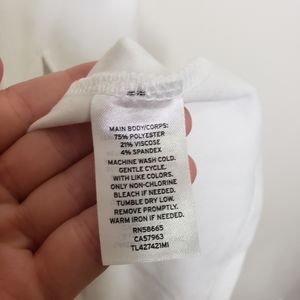 MAIN BODY/CORPS:
75% POLYESTER
21% VISCOSE
4% SPANDEX
MACHINE WASH COLD.
GENTLE CYCLE.
WITH LIKE COLORS.
ONLY NON-CHLORINE
BLEACH IF NEEDED.
TUMBLE DRY LOW.
REMOVE PROMPTLY.
WARM IRON IF NEEDED.
RN58665
CA57963
TL427421MI